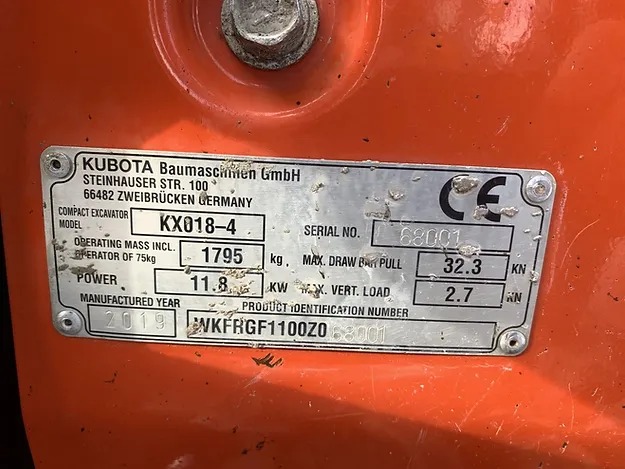 KUBOTA Baumaschinen GmbH
STEINHAUSER STR. 100
66482 ZWEIBRÜCKEN GERMANY
CE
COMPACT EXCAVATOR
MODEL KX018-4
SERIAL NO. 68001
OPERATING MASS INCL.
OPERATOR OF 75kg 1795 kg
MAX. DRAW BAR PULL 32.3 KN
POWER 11.8 KW
MAX. VERT. LOAD 2.7 KN
MANUFACTURED YEAR
2019
PRODUCT IDENTIFICATION NUMBER
WKFRGF1100Z068001